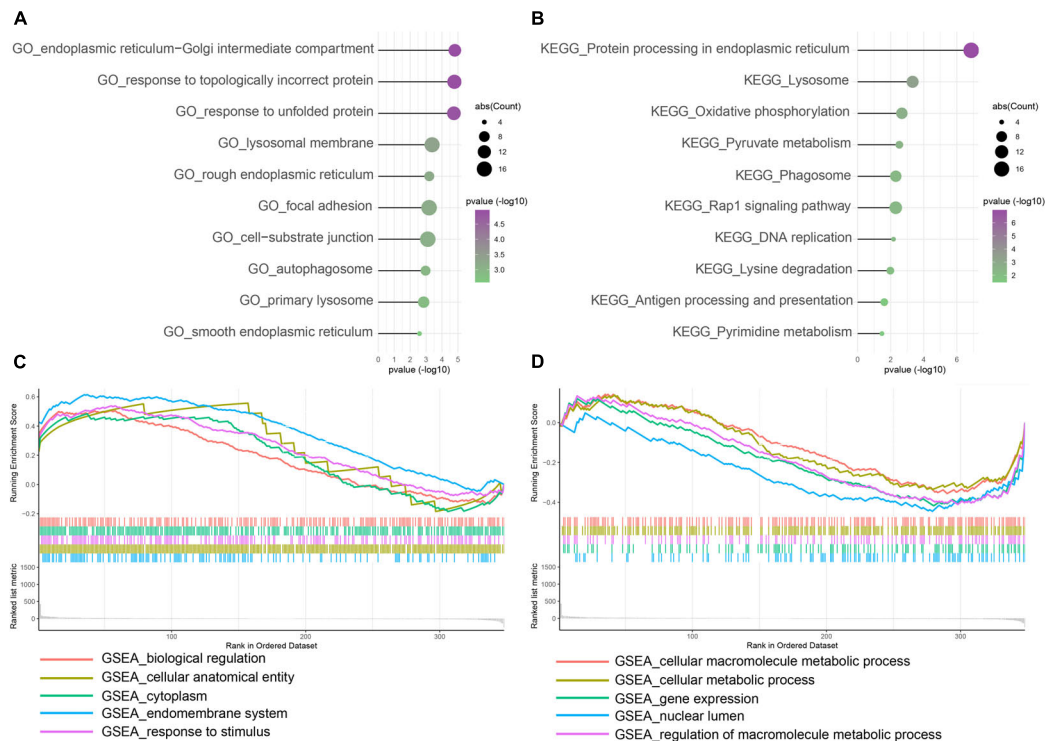 A
GO_endoplasmic reticulum−Golgi intermediate compartment
GO_response to topologically incorrect protein
GO_response to unfolded protein
GO_lysosomal membrane
GO_rough endoplasmic reticulum
GO_focal adhesion
GO_cell−substrate junction
GO_autophagosome
GO_primary lysosome
GO_smooth endoplasmic reticulum
0 1 2 3 4 5
pvalue (-log10)
abs(Count)
4
8
12
16
pvalue (-log10)
4.5
4.0
3.5
3.0
B
KEGG_Protein processing in endoplasmic reticulum
KEGG_Lysosome
KEGG_Oxidative phosphorylation
KEGG_Pyruvate metabolism
KEGG_Phagosome
KEGG_Rap1 signaling pathway
KEGG_DNA replication
KEGG_Lysine degradation
KEGG_Antigen processing and presentation
KEGG_Pyrimidine metabolism
0 2 4 6
pvalue (-log10)
abs(Count)
4
8
12
16
pvalue (-log10)
6
5
4
3
2
C
Running Enrichment Score
0.6
0.4
0.2
0.0
−0.2
Ranked list metric
1500
1000
500
0
100 200 300
Rank in Ordered Dataset
GSEA_biological regulation
GSEA_cellular anatomical entity
GSEA_cytoplasm
GSEA_endomembrane system
GSEA_response to stimulus
D
Running Enrichment Score
0.0
−0.2
−0.4
Ranked list metric
1500
1000
500
0
100 200 300
Rank in Ordered Dataset
GSEA_cellular macromolecule metabolic process
GSEA_cellular metabolic process
GSEA_gene expression
GSEA_nuclear lumen
GSEA_regulation of macromolecule metabolic process